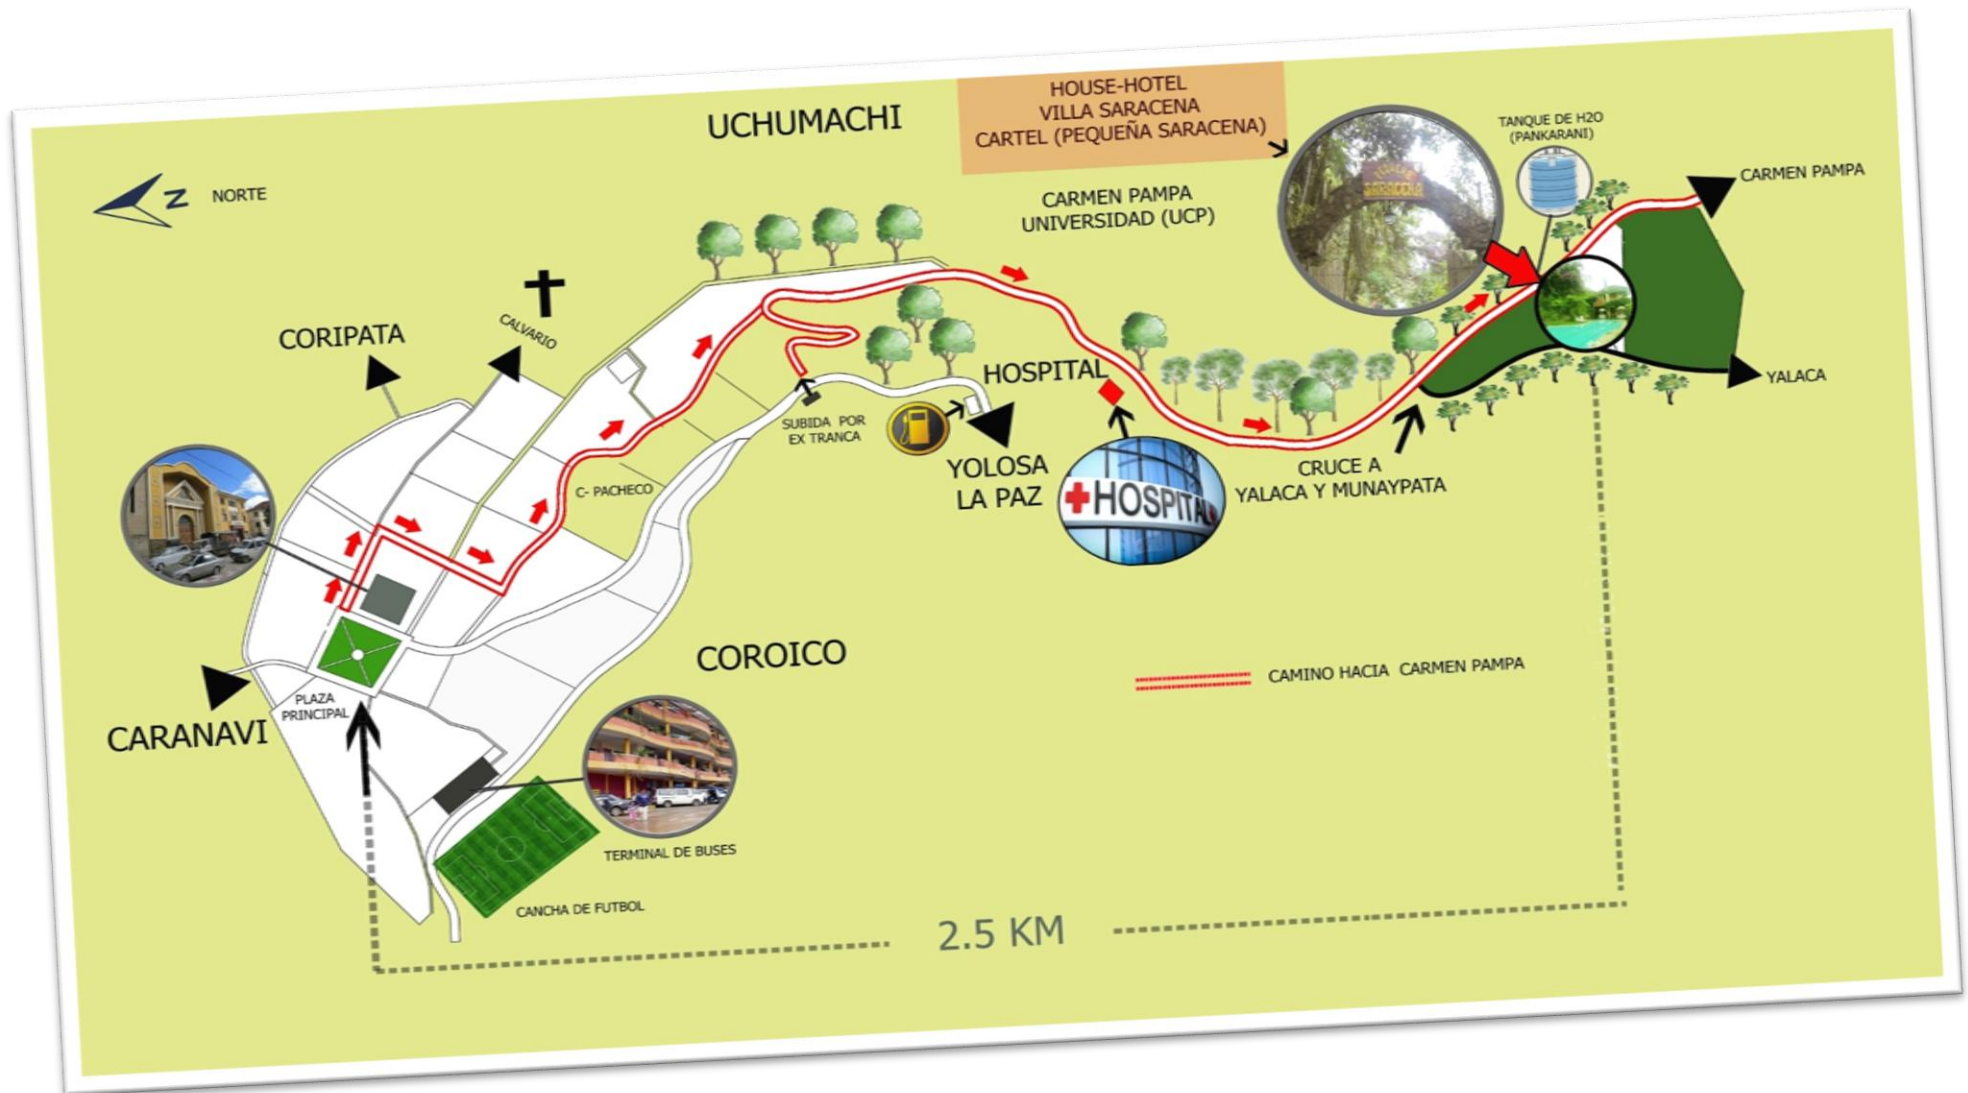 HOUSE-HOTEL
VILLA SARACENA
CARTEL (PEQUEÑA SARACENA)
UCHUMACHI
TANQUE DE H2O
(PANKARANI)
CARMEN PAMPA
N
NORTE
CARMEN PAMPA
UNIVERSIDAD (UCP)
SARACENA
CALVARIO
CORIPATA
HOSPITAL
YALACA
SUBIDA POR
EX TRANCA
YOLOSA
LA PAZ
HOSPITAL
CRUCE A
YALACA Y MUNAYPATA
C- PACHECO
COROICO
CAMINO HACIA CARMEN PAMPA
PLAZA
PRINCIPAL
CARANAVI
TERMINAL DE BUSES
CANCHA DE FUTBOL
2.5 KM